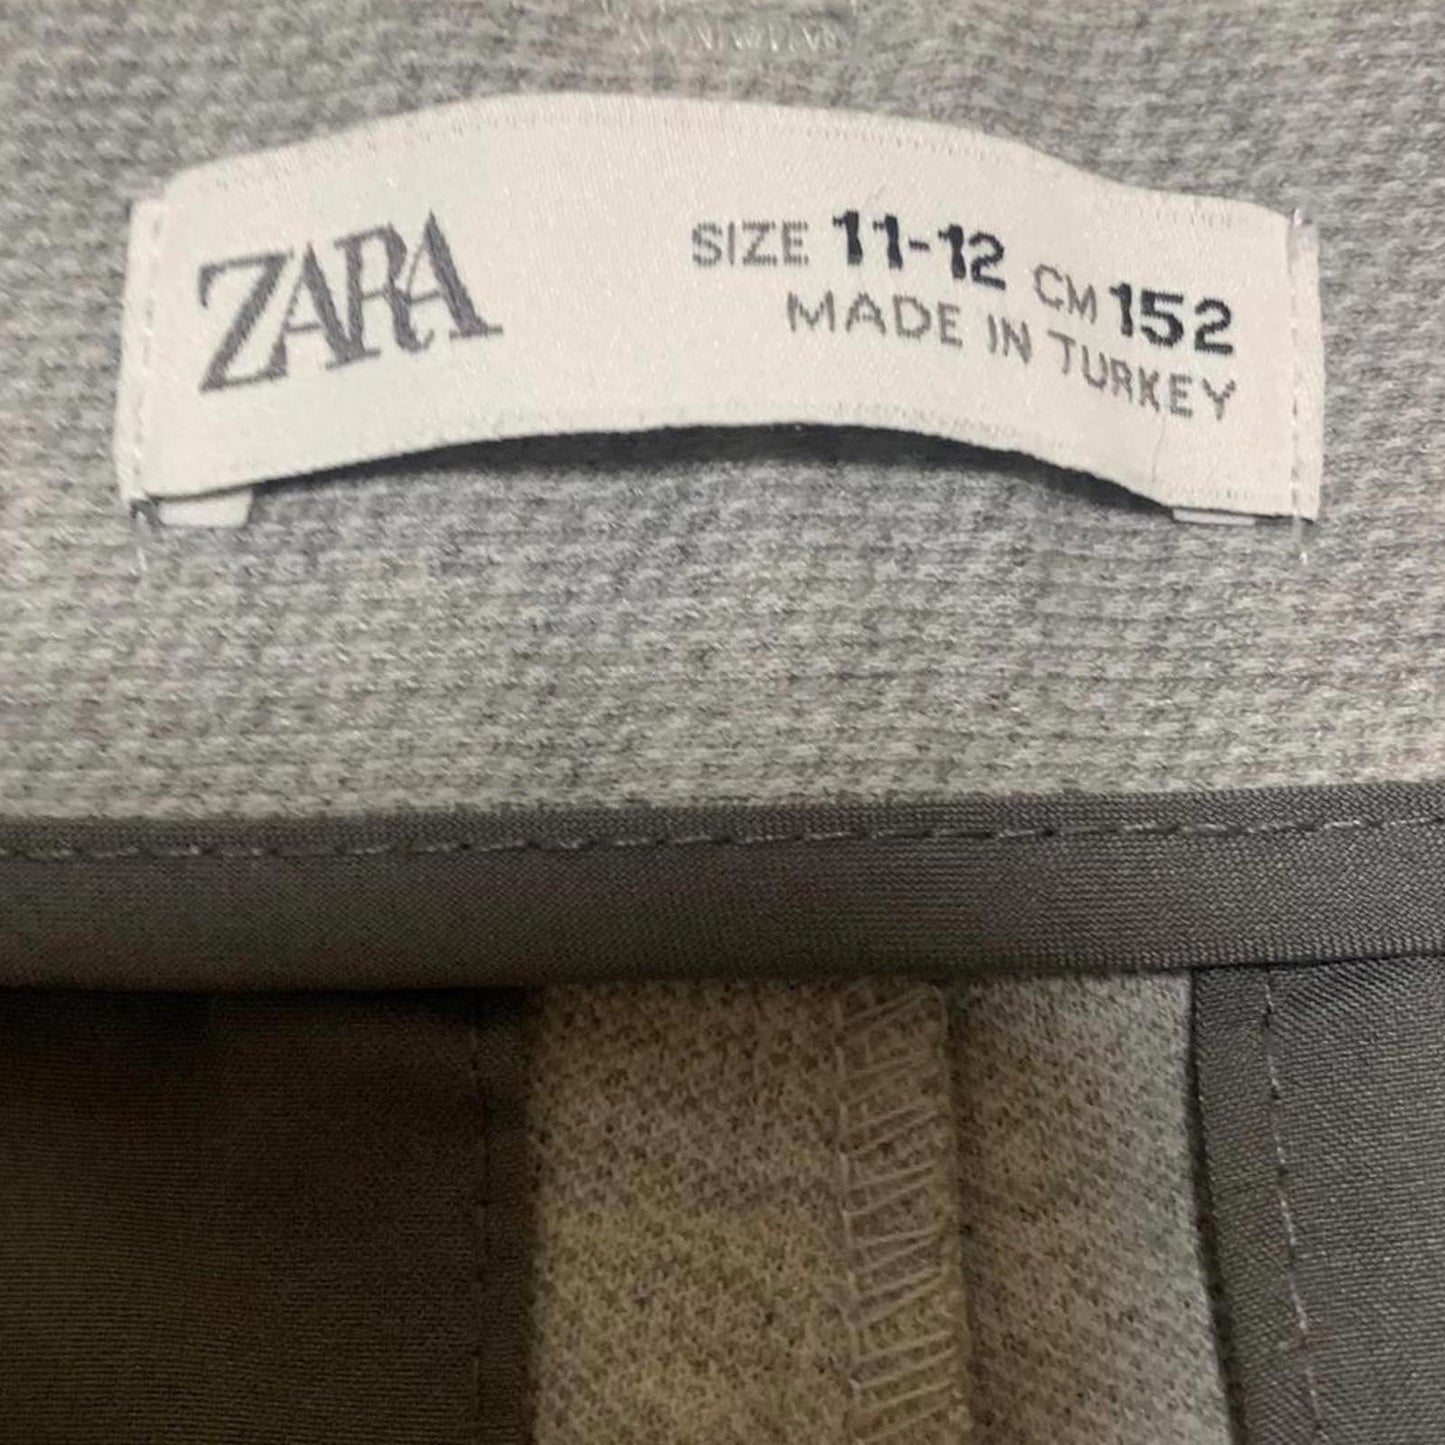 ZARA
SIZE 11-12 CM 152
MADE IN TURKEY